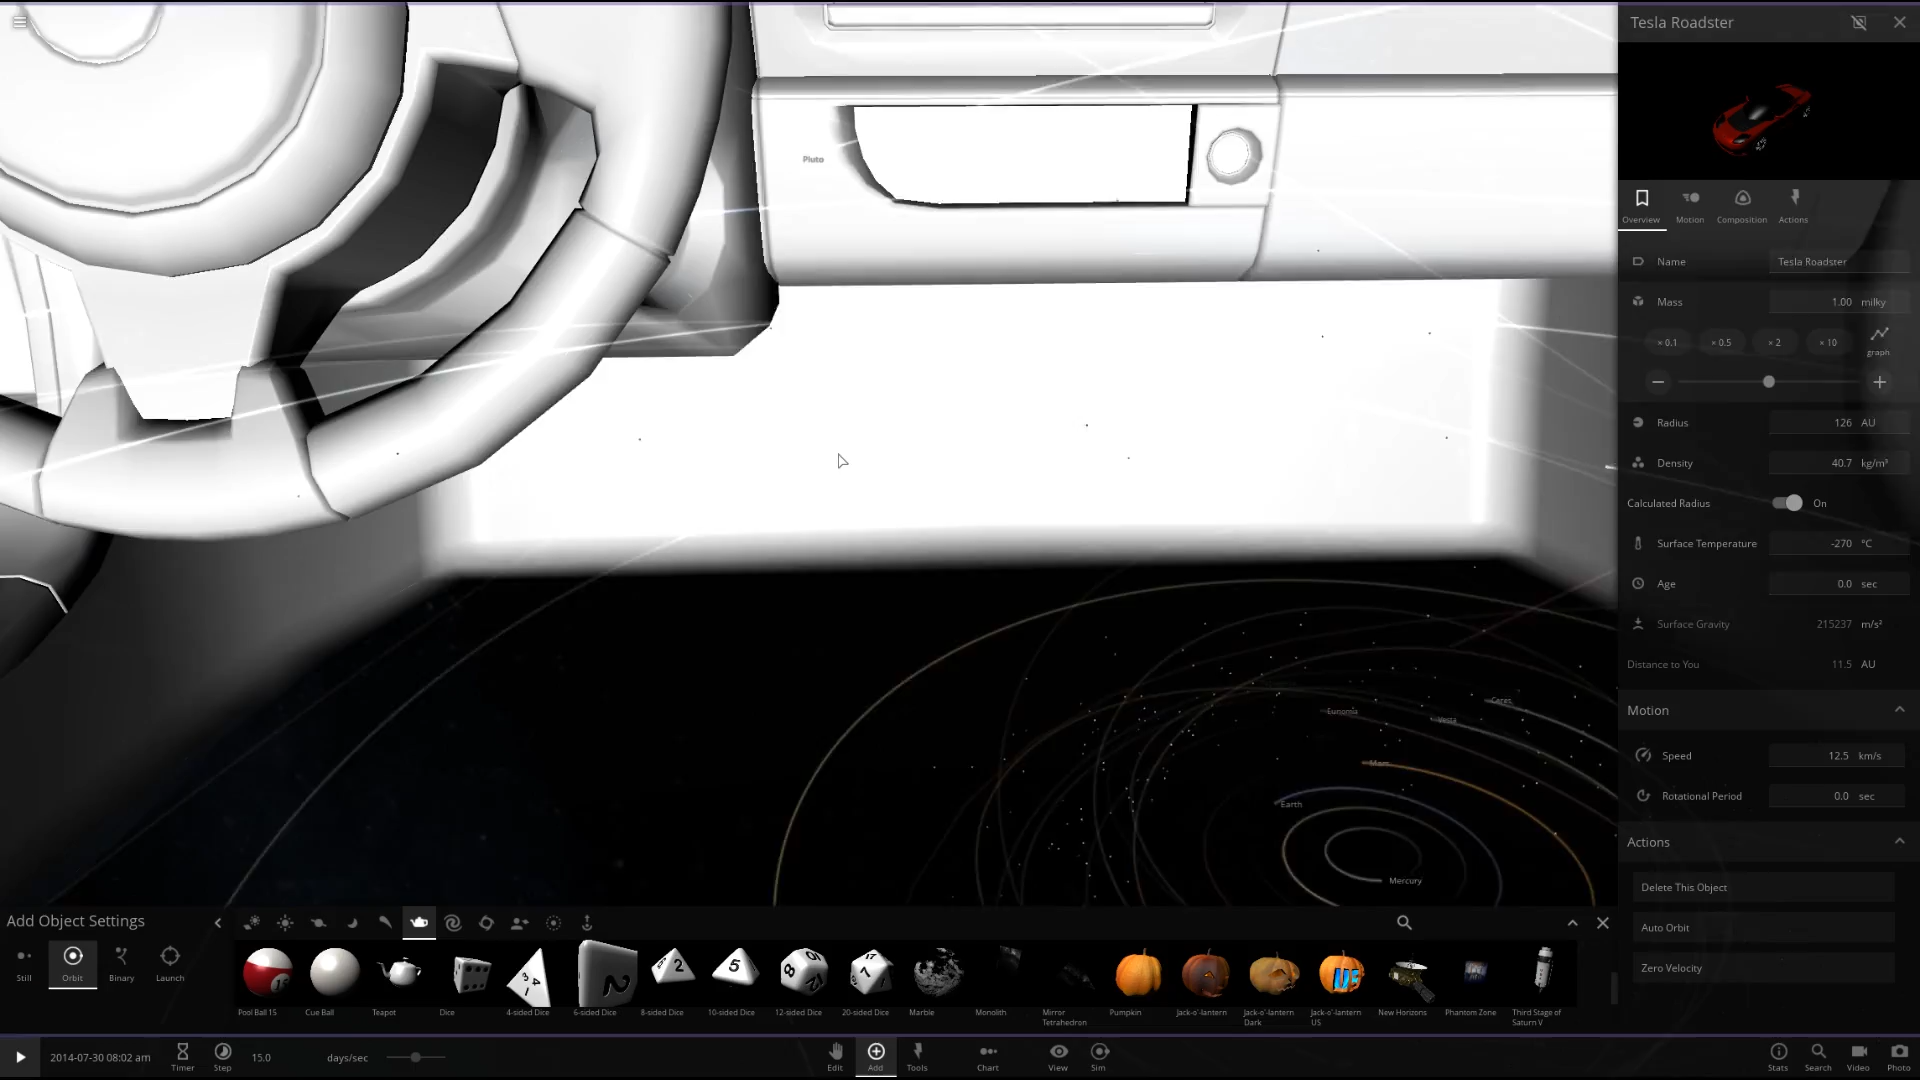 Tesla Roadster
Pluto
Overview
Motion
Composition
Actions
Name
Tesla Roadster
Mass
1.00 milky
× 0.1
× 0.5
× 2
× 10
graph
Radius
126 AU
Density
40.7 kg/m³
Calculated Radius
On
Surface Temperature
-270 °C
Age
0.0 sec
Surface Gravity
215237 m/s²
Distance to You
11.5 AU
Motion
Speed
12.5 km/s
Rotational Period
0.0 sec
Actions
Delete This Object
Auto Orbit
Zero Velocity
Ceres
Eunomia
Vesta
Mars
Earth
Mercury
Add Object Settings
Still
Orbit
Binary
Launch
Pool Ball 15
Cue Ball
Teapot
Dice
4-sided Dice
6-sided Dice
8-sided Dice
10-sided Dice
12-sided Dice
20-sided Dice
Marble
Monolith
Mirror
Tetrahedron
Pumpkin
Jack-o'-lantern
Jack-o'-lantern
Dark
Jack-o'-lantern
US
New Horizons
Phantom Zone
Third Stage of
Saturn V
2014-07-30 08:02 am
Timer
Step
15.0
days/sec
Edit
Add
Tools
Chart
View
Sim
Stats
Search
Video
Photo